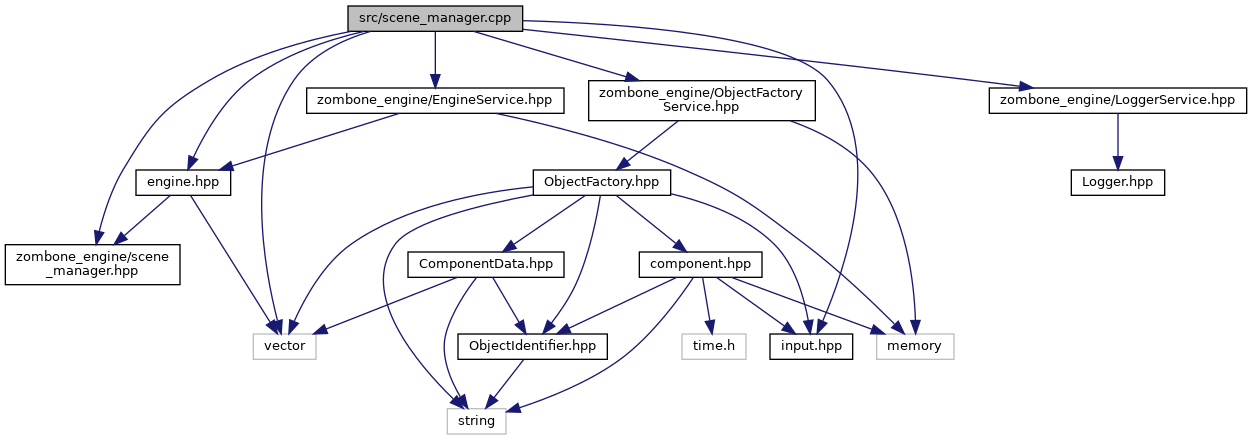 src/scene_manager.cpp
zombone_engine/EngineService.hpp
zombone_engine/ObjectFactory
Service.hpp
zombone_engine/LoggerService.hpp
engine.hpp
ObjectFactory.hpp
Logger.hpp
zombone_engine/scene
_manager.hpp
ComponentData.hpp
component.hpp
vector
ObjectIdentifier.hpp
time.h
input.hpp
memory
string